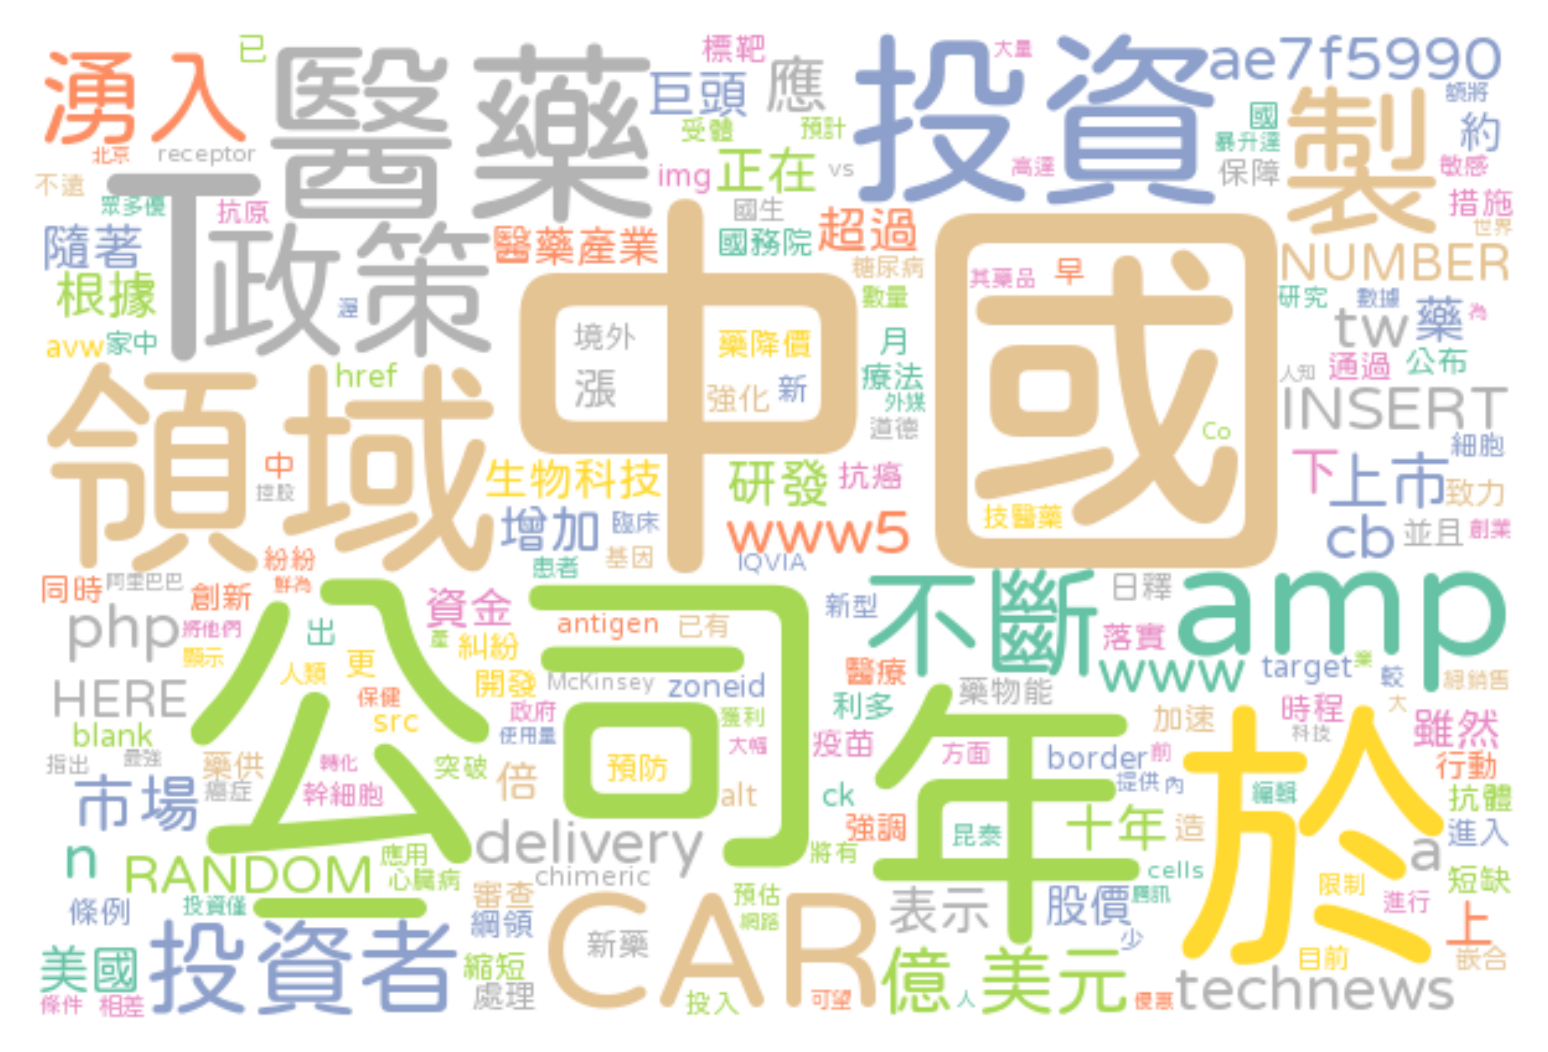 已
標靶
大量
湧入
醫藥
巨頭
應
投資
ae7f5990
額將
製
國
約
受體
預計
暴升逹
北京
receptor
img
正在
vs
高達
保障
敏感
不遠
眾多優
抗原
T
國生
措施
世界
隨著
政策
醫藥產業
國務院
超過
糖尿病
中國
其藥品
早
NUMBER
根據
數量
研究
數據
為
avw
家中
境外
藥降價
月
tw
藥
href
漲
強化
新
療法
外媒
人知
通過
公布
領域
道德
INSERT
Co
中
控股
生物科技
研發
抗癌
下
上市
細胞
致力
增加
臨床
www5
技醫藥
cb
並且
創業
紛紛
基因
患者
IQVIA
同時
阿里巴巴
鮮為
創新
資金
新型
不斷
日釋
amp
php
將他們
公司
出
產
糾紛
antigen
已有
落實
顯示
人類
更
醫療
www
target
業
較
總銷售
HERE
保健
開發
McKinsey
zoneid
利多
藥物能
大
blank
src
政府
獲利
年
加速
時程
科技
雖然
指出
最強
使用量
大幅
疫苗
方面
border
前
於
行動
藥供
轉化
突破
預防
提供
內
市場
癌症
幹細胞
倍
alt
ck
編輯
抗體
強調
昆泰
十年
造
進入
n
delivery
a
RANDOM
應用
心臟病
chimeric
將有
cells
短缺
投資僅
審查
預估
限制
條例
綱領
網路
CAR
表示
股價
騰訊
進行
上
投資者
新藥
少
美國
縮短
億
美元
目前
嵌合
條件
相差
處理
投入
可望
人
優惠
technews